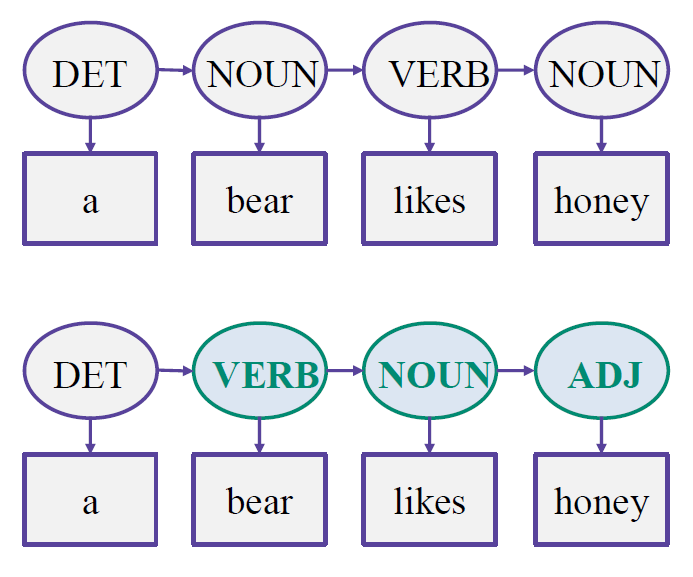 DET NOUN VERB NOUN
a bear likes honey
DET VERB NOUN ADJ
a bear likes honey